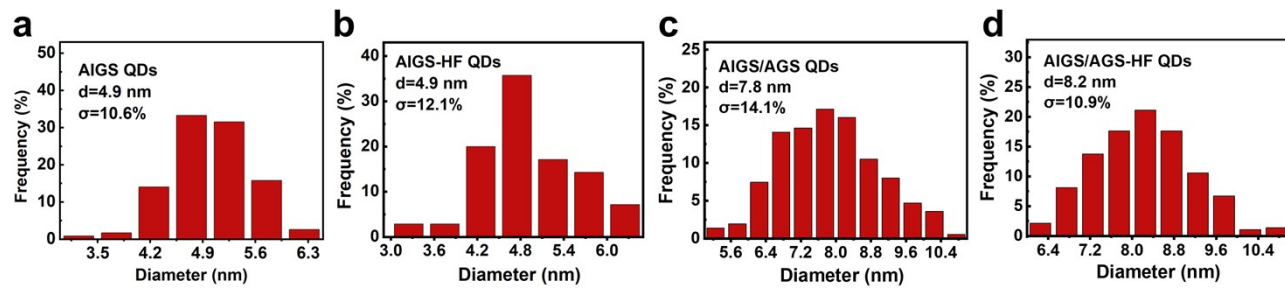 a
AIGS QDs
d=4.9 nm
σ=10.6%
Frequency (%)
50
40
30
20
10
0
3.5 4.2 4.9 5.6 6.3
Diameter (nm)
b
AIGS-HF QDs
d=4.9 nm
σ=12.1%
Frequency (%)
40
30
20
10
0
3.0 3.6 4.2 4.8 5.4 6.0
Diameter (nm)
c
AIGS/AGS QDs
d=7.8 nm
σ=14.1%
Frequency (%)
25
20
15
10
5
0
5.6 6.4 7.2 8.0 8.8 9.6 10.4
Diameter (nm)
d
AIGS/AGS-HF QDs
d=8.2 nm
σ=10.9%
Frequency (%)
30
25
20
15
10
5
0
6.4 7.2 8.0 8.8 9.6 10.4
Diameter (nm)